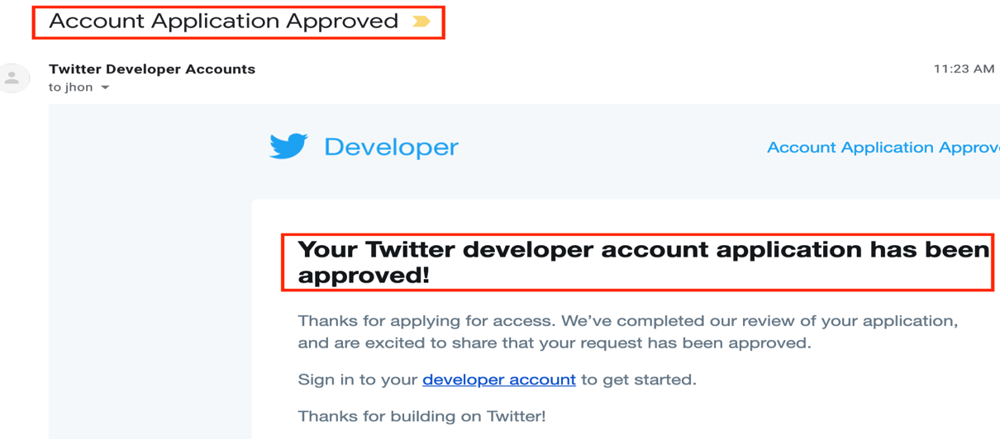 Account Application Approved
Twitter Developer Accounts
11:23 AM
to jhon
Developer
Account Application Approv
Your Twitter developer account application has been
approved!
Thanks for applying for access. We’ve completed our review of your application,
and are excited to share that your request has been approved.
Sign in to your developer account to get started.
Thanks for building on Twitter!